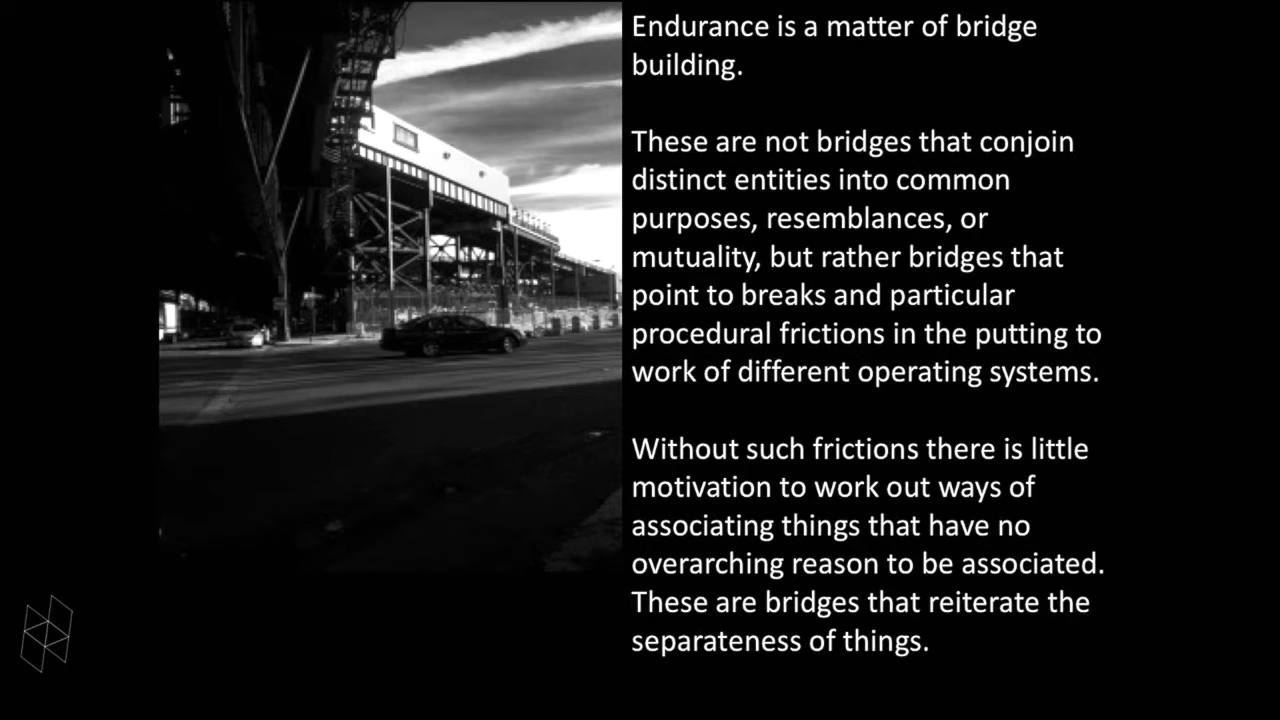 Endurance is a matter of bridge
building.
These are not bridges that conjoin
distinct entities into common
purposes, resemblances, or
mutuality, but rather bridges that
point to breaks and particular
procedural frictions in the putting to
work of different operating systems.
Without such frictions there is little
motivation to work out ways of
associating things that have no
overarching reason to be associated.
These are bridges that reiterate the
separateness of things.